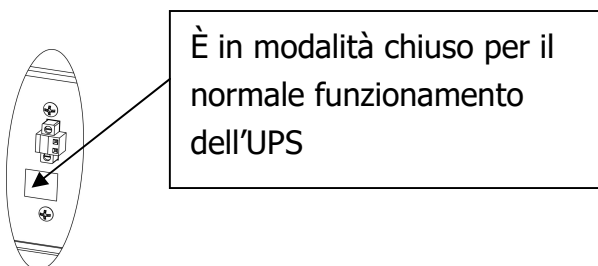 È in modalità chiuso per il
normale funzionamento
dell’UPS